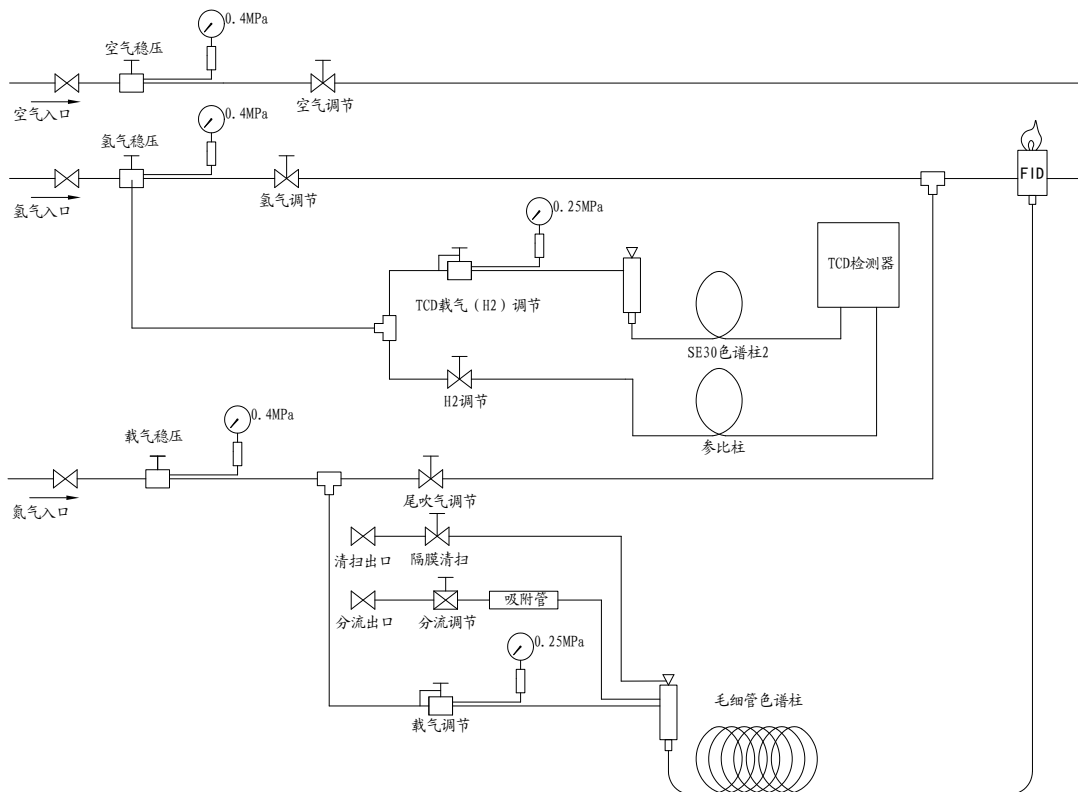 0.4MPa
空气稳压
空气入口
空气调节
0.4MPa
氢气稳压
氢气入口
氢气调节
FID
0.25MPa
TCD检测器
TCD载气（H2）调节
SE30色谱柱2
H2调节
参比柱
0.4MPa
载气稳压
氮气入口
尾吹气调节
清扫出口
隔膜清扫
吸附管
分流出口
分流调节
0.25MPa
载气调节
毛细管色谱柱